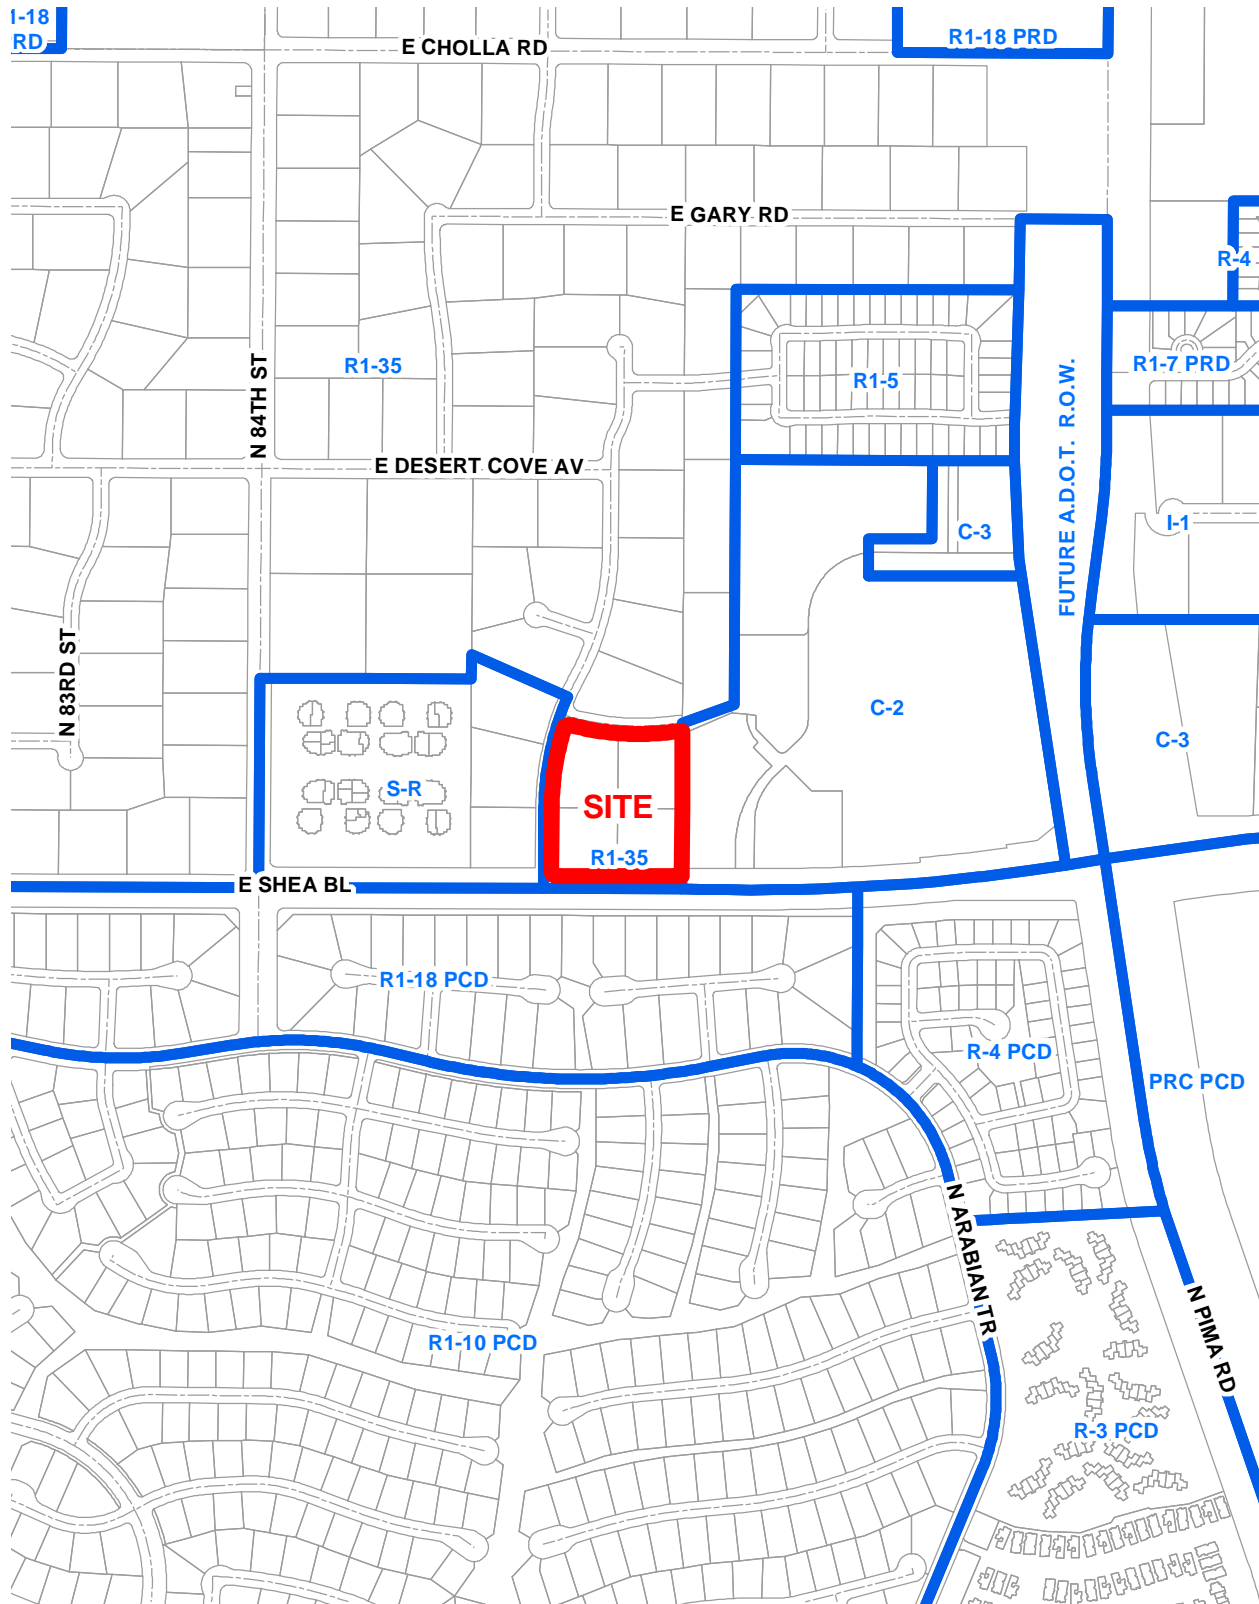 1-18
RD
E CHOLLA RD
R1-18 PRD
E GARY RD
R-4
R1-35
N 84TH ST
R1-5
FUTURE A.D.O.T. R.O.W.
R1-7 PRD
E DESERT COVE AV
C-3
I-1
N 83RD ST
C-2
C-3
S-R
SITE
R1-35
E SHEA BL
R1-18 PCD
R-4 PCD
PRC PCD
N ARABIAN TR
N PIMA RD
R1-10 PCD
R-3 PCD